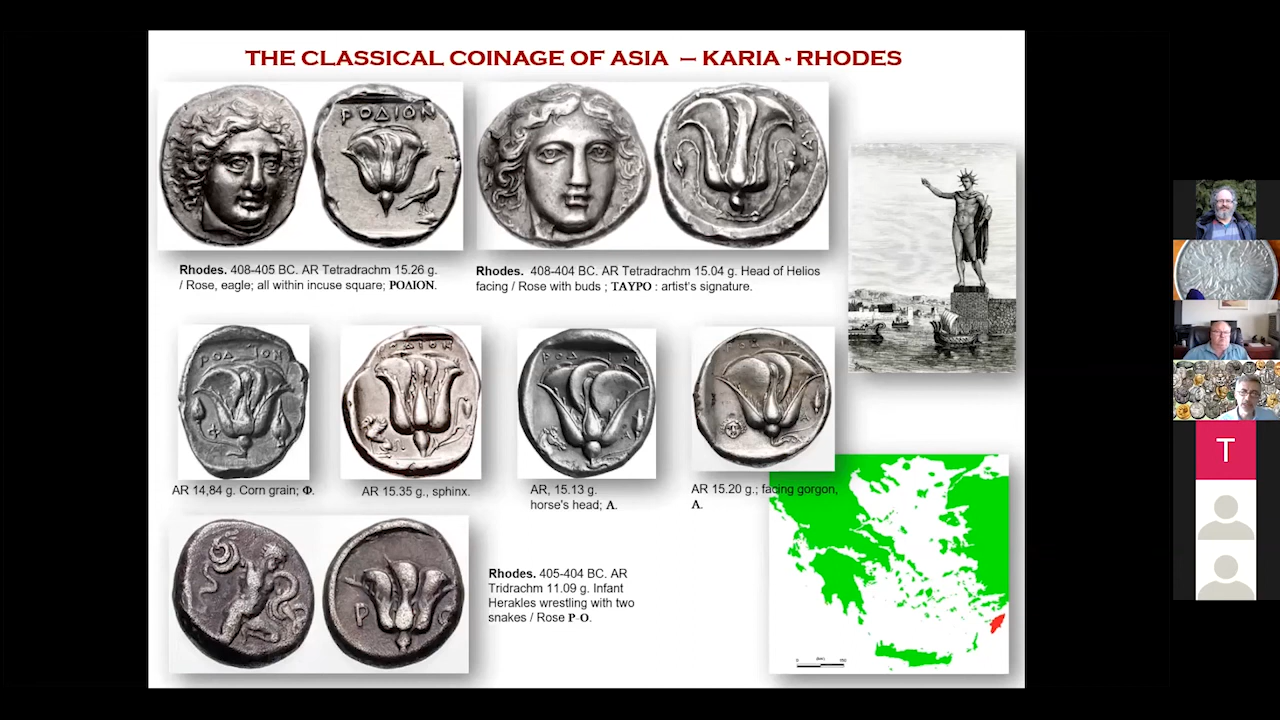 THE CLASSICAL COINAGE OF ASIA – KARIA - RHODES
ΡΟΔΙΟΝ
Rhodes. 408-405 BC. AR Tetradrachm 15.26 g.
/ Rose, eagle; all within incuse square; ΡΟΔΙΟΝ.
Rhodes. 408-404 BC. AR Tetradrachm 15.04 g. Head of Helios
facing / Rose with buds ; ΤΑΥΡΟ : artist's signature.
ΡΟΔ ΙΟΝ
AR 14,84 g. Corn grain; Φ.
AR 15.35 g., sphinx.
AR, 15.13 g.
horse's head; Λ.
AR 15.20 g.; facing gorgon,
Λ.
Ρ
Rhodes. 405-404 BC. AR
Tridrachm 11.09 g. Infant
Herakles wrestling with two
snakes / Rose Ρ-Ο.
T